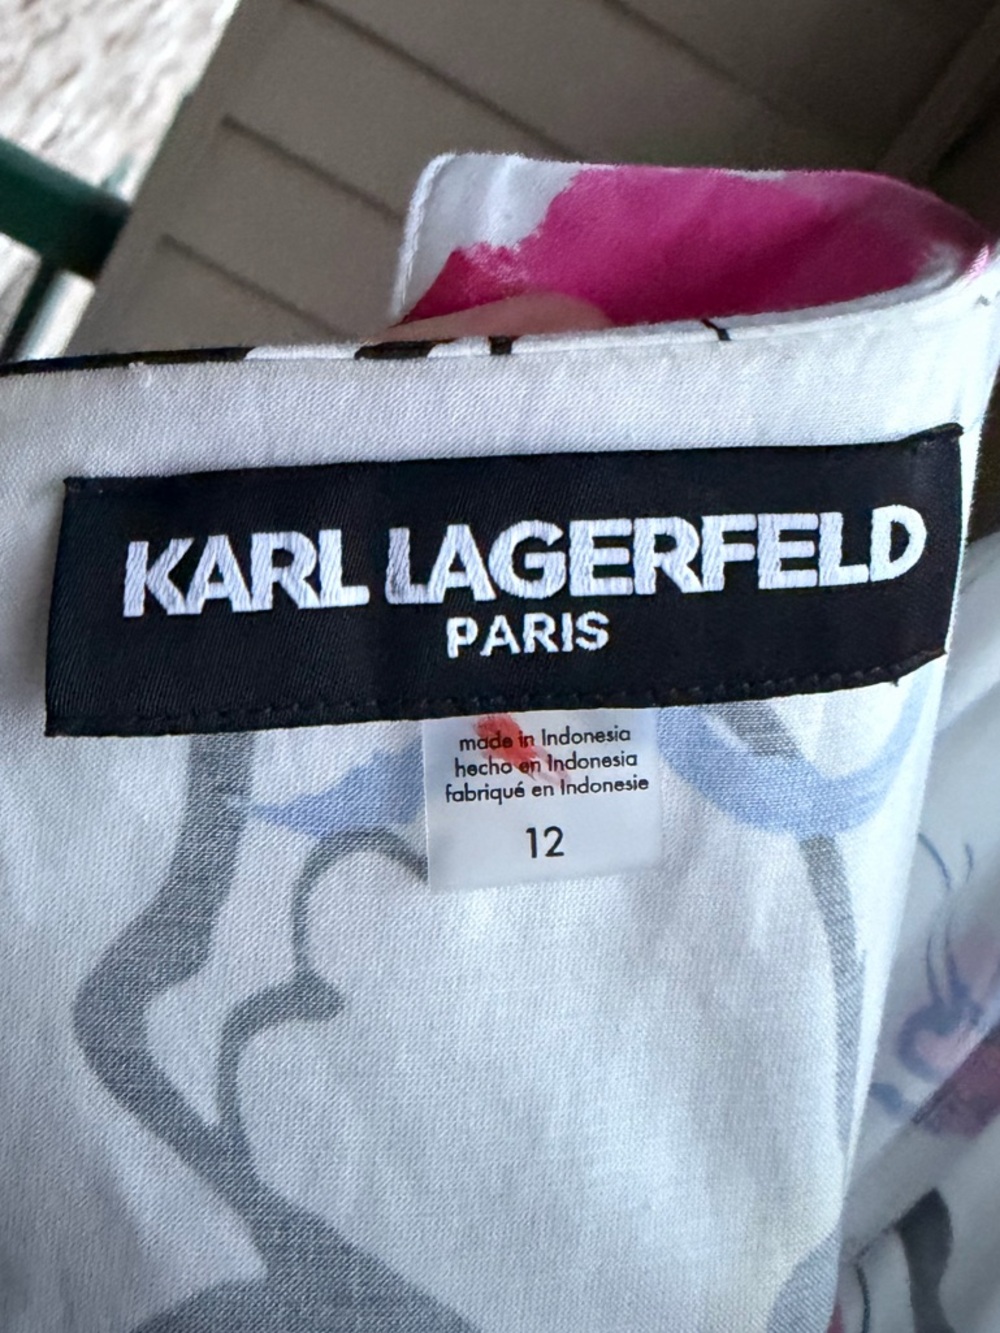 KARL LAGERFELD
PARIS
made in Indonesia
hecho en Indonesia
fabriqué en Indonesie
12